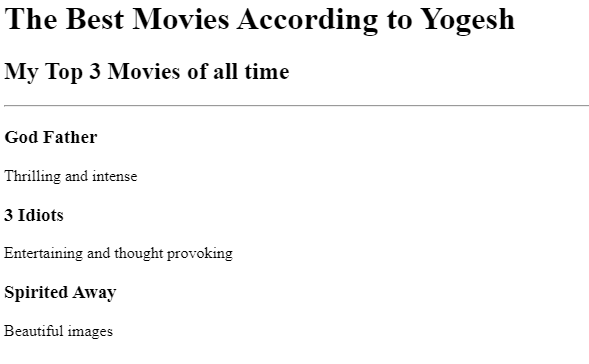 The Best Movies According to Yogesh
My Top 3 Movies of all time
God Father
Thrilling and intense
3 Idiots
Entertaining and thought provoking
Spirited Away
Beautiful images